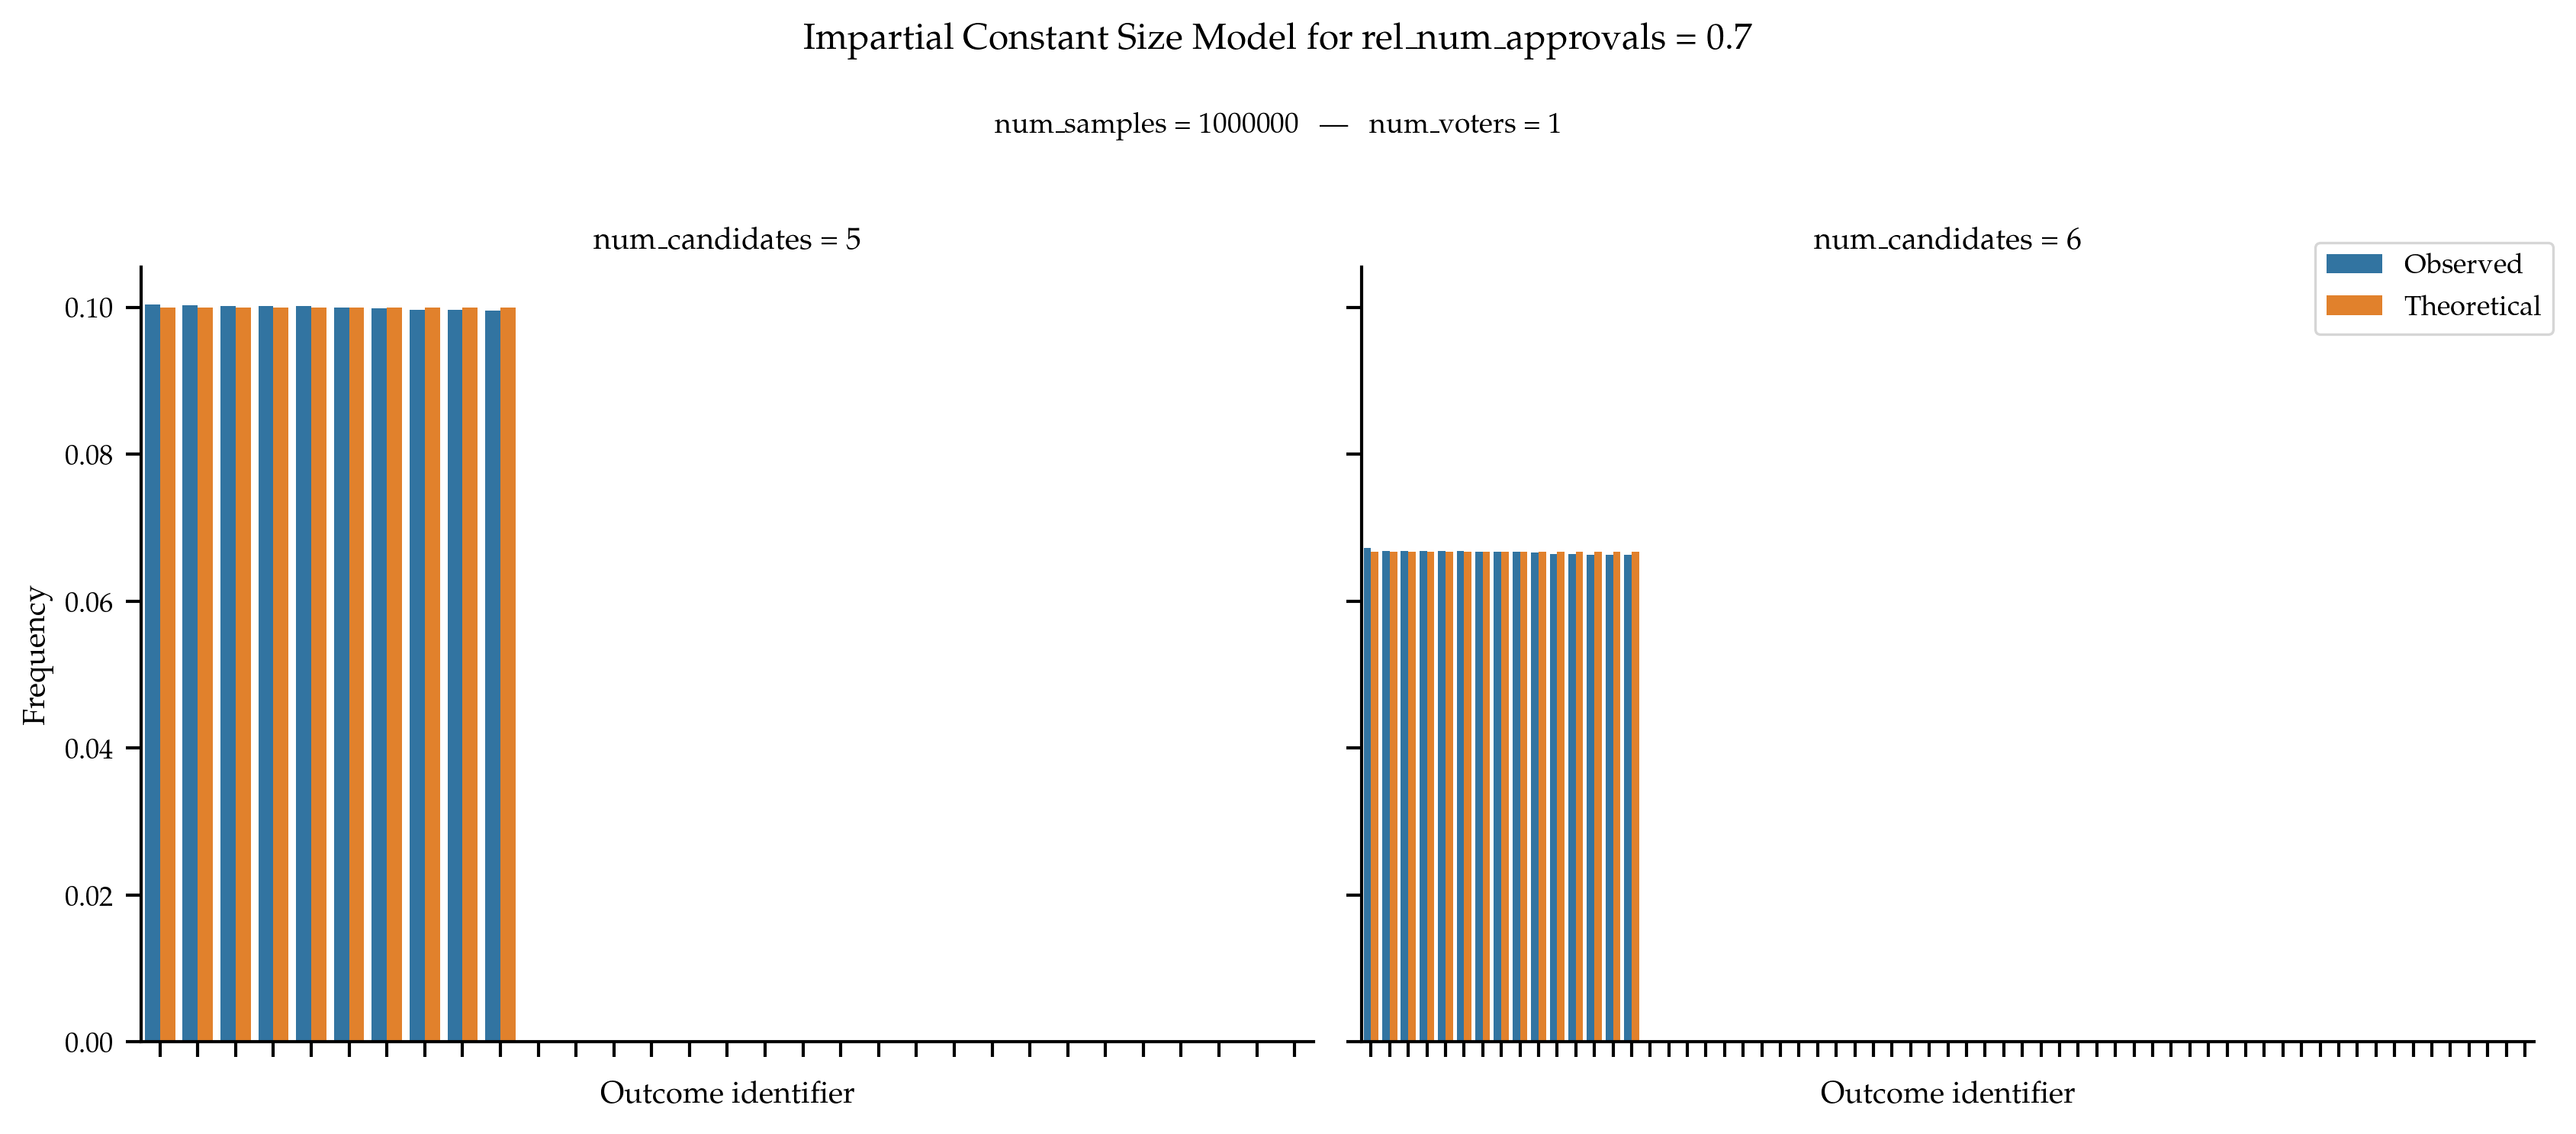 Impartial Constant Size Model for rel_num_approvals = 0.7
num_samples = 1000000 — num_voters = 1
num_candidates = 5
num_candidates = 6
Observed
Theoretical
0.10
0.08
0.06
0.04
0.02
0.00
Frequency
Outcome identifier
Outcome identifier